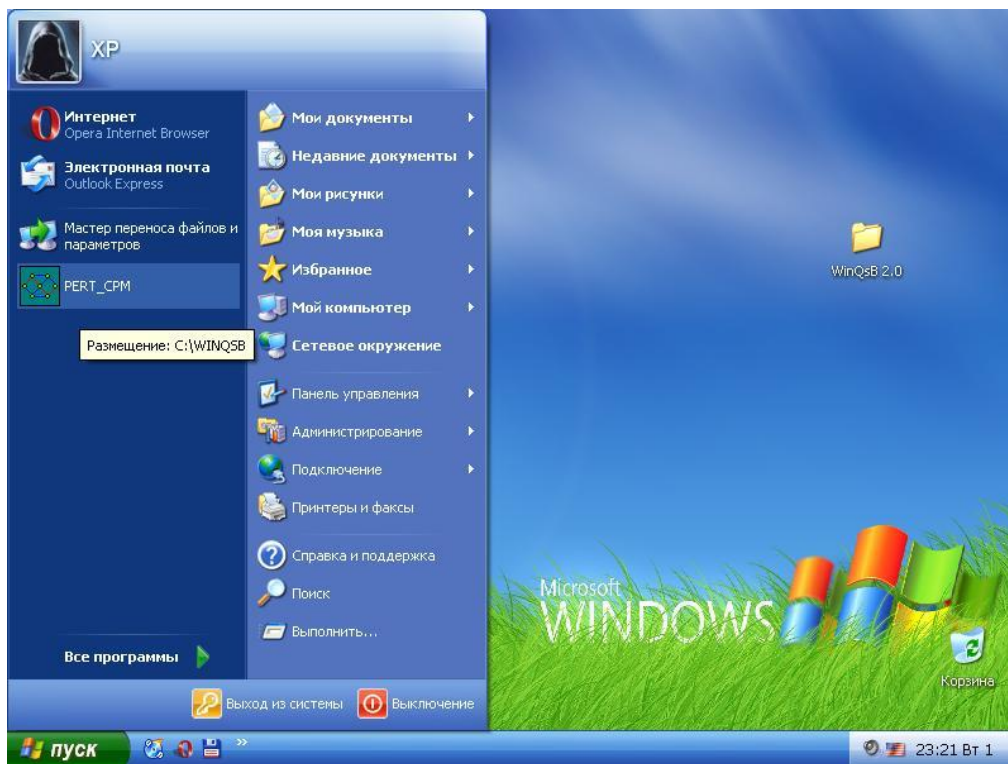 XP
Интернет
Opera Internet Browser
Электронная почта
Outlook Express
Мастер переноса файлов и
параметров
PERT_CPM
Размещение: C:\WINQSB
Все программы
Мои документы
Недавние документы
Мои рисунки
Моя музыка
Избранное
Мой компьютер
Сетевое окружение
Панель управления
Администрирование
Подключение
Принтеры и факсы
Справка и поддержка
Поиск
Выполнить...
Выход из системы
Выключение
WinQsB 2.0
Microsoft
WINDOWS
Корзина
пуск
23:21 Вт 1